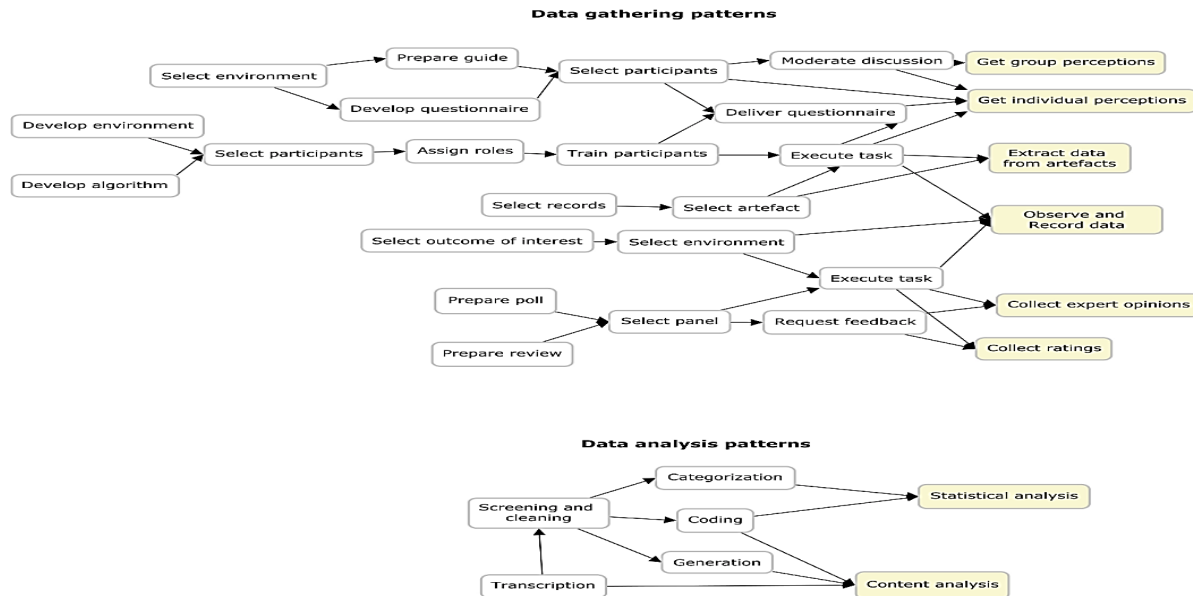 Data gathering patterns
Prepare guide
Select environment
Select participants
Moderate discussion
Get group perceptions
Develop questionnaire
Deliver questionnaire
Get individual perceptions
Develop environment
Select participants
Assign roles
Train participants
Execute task
Extract data
from artefacts
Develop algorithm
Select records
Select artefact
Observe and
Record data
Select outcome of interest
Select environment
Execute task
Prepare poll
Select panel
Request feedback
Collect expert opinions
Prepare review
Collect ratings
Data analysis patterns
Categorization
Screening and
cleaning
Statistical analysis
Coding
Generation
Transcription
Content analysis